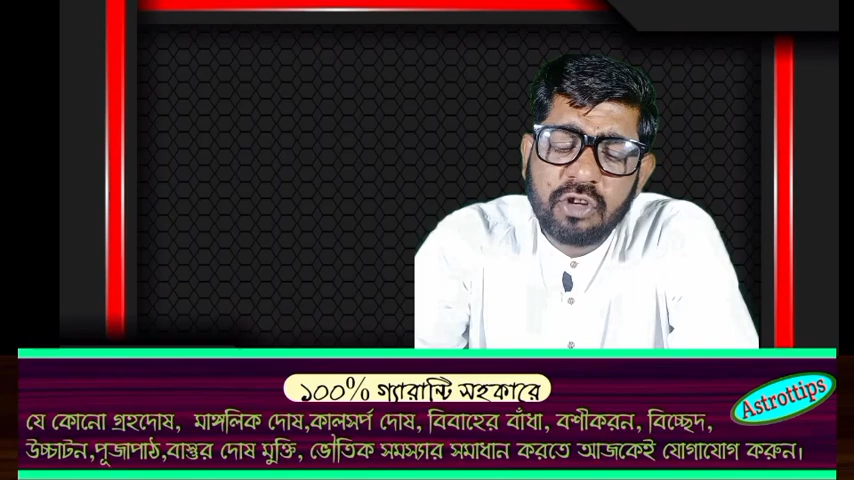 ১০০% গ্যারান্টি সহকারে
যে কোনো গ্রহদোষ, মাঙ্গলিক দোষ,কালসর্প দোষ, বিবাহের বাঁধা, বশীকরন, বিচ্ছেদ,
উচ্চাটন,পূজাপাঠ,বাস্তুর দোষ মুক্তি, ভৌতিক সমস্যার সমাধান করতে আজকেই যোগাযোগ করুন।
Astrottips